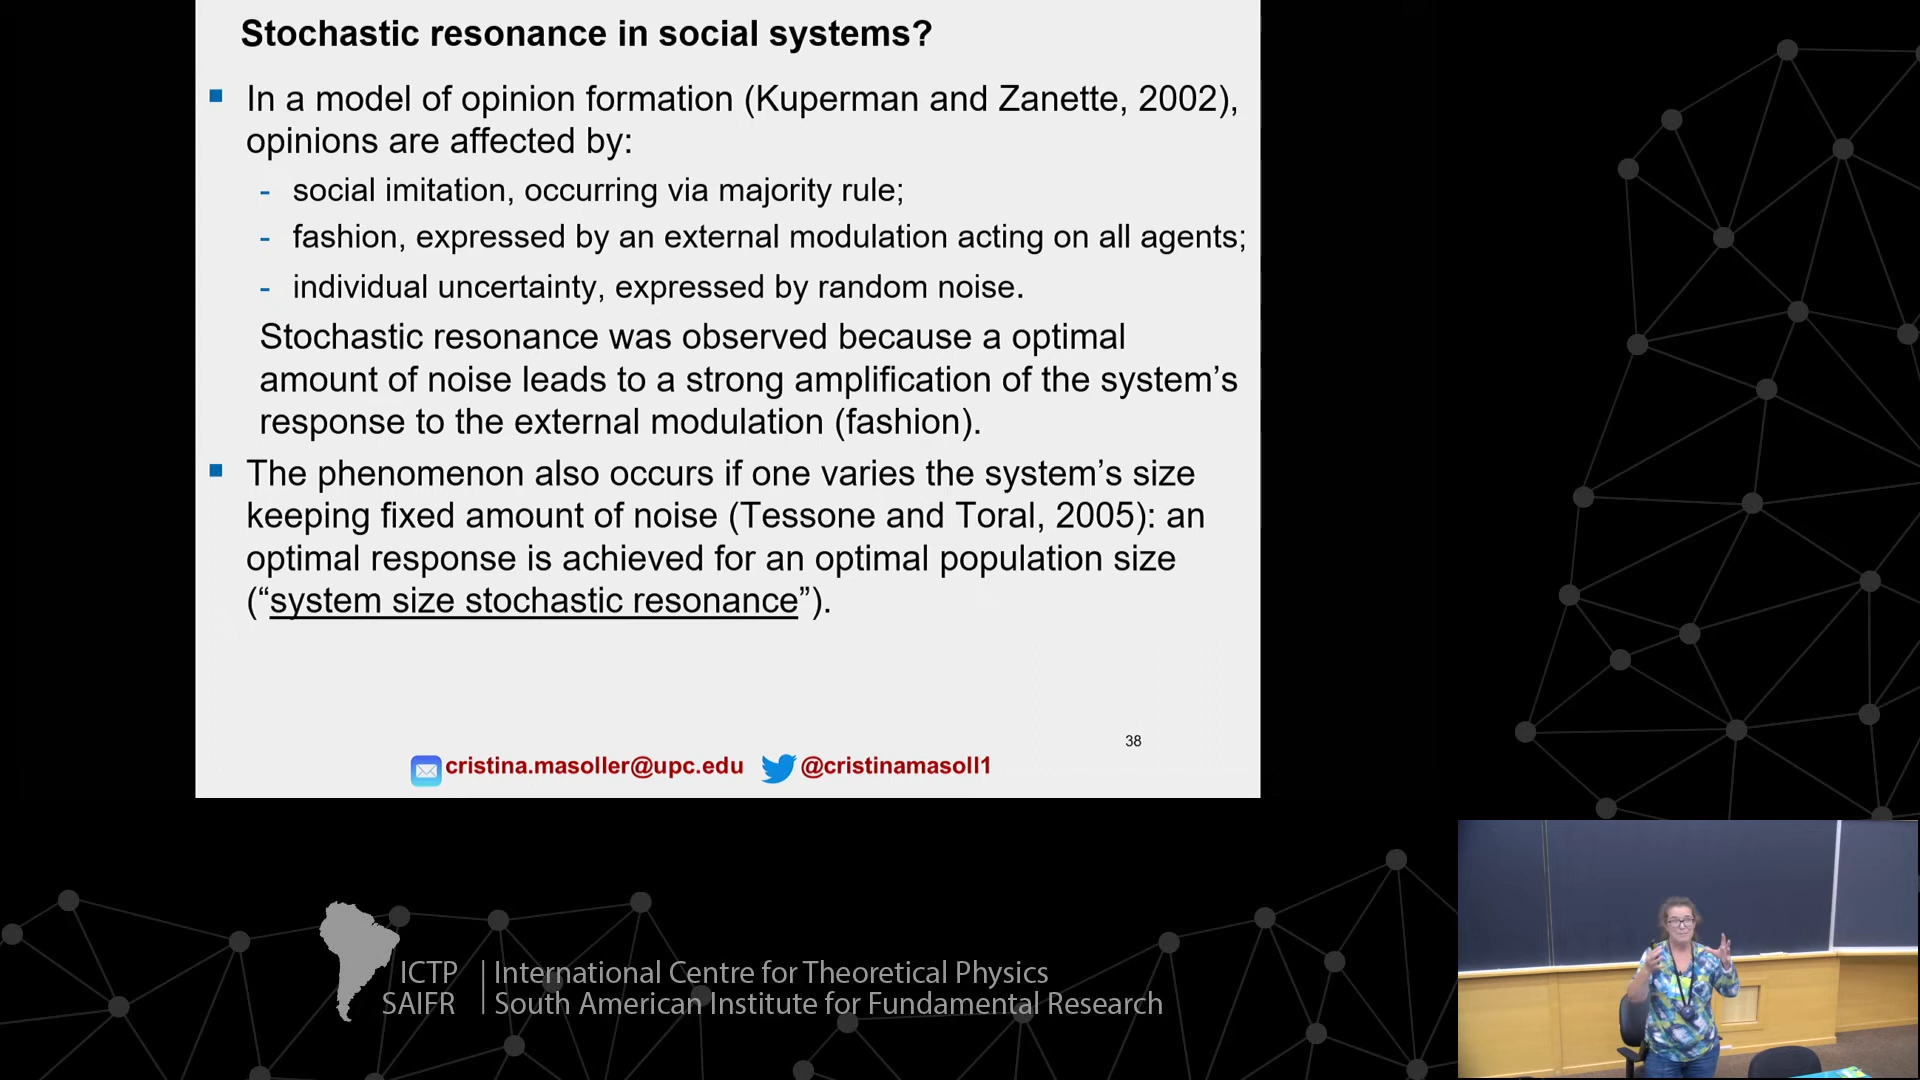 Stochastic resonance in social systems?
In a model of opinion formation (Kuperman and Zanette, 2002),
opinions are affected by:
- social imitation, occurring via majority rule;
- fashion, expressed by an external modulation acting on all agents;
- individual uncertainty, expressed by random noise.
Stochastic resonance was observed because a optimal
amount of noise leads to a strong amplification of the system’s
response to the external modulation (fashion).
The phenomenon also occurs if one varies the system’s size
keeping fixed amount of noise (Tessone and Toral, 2005): an
optimal response is achieved for an optimal population size
(“system size stochastic resonance”).
38
cristina.masoller@upc.edu @cristinamasoll1
ICTP International Centre for Theoretical Physics
SAIFR South American Institute for Fundamental Research